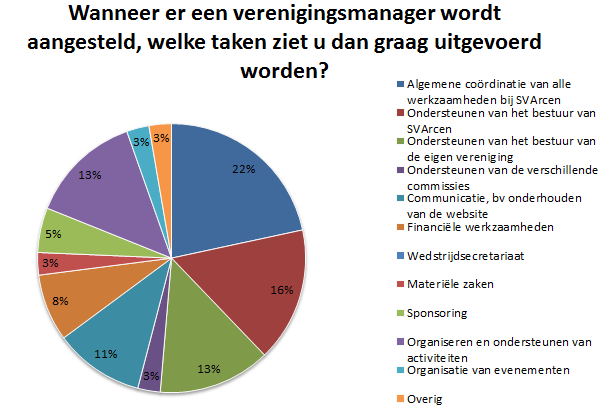 Wanneer er een verenigingsmanager wordt
aangesteld, welke taken ziet u dan graag uitgevoerd
worden?
Algemene coördinatie van alle
werkzaamheden bij SVArcen
Ondersteunen van het bestuur van
SVArcen
Ondersteunen van het bestuur van
de eigen vereniging
Ondersteunen van de verschillende
commissies
Communicatie, bv onderhouden
van de website
Financiële werkzaamheden
Wedstrijdsecretariaat
Materiële zaken
Sponsoring
Organiseren en ondersteunen van
activiteiten
Organisatie van evenementen
Overig
22%
16%
13%
3%
11%
8%
3%
5%
13%
3%
3%